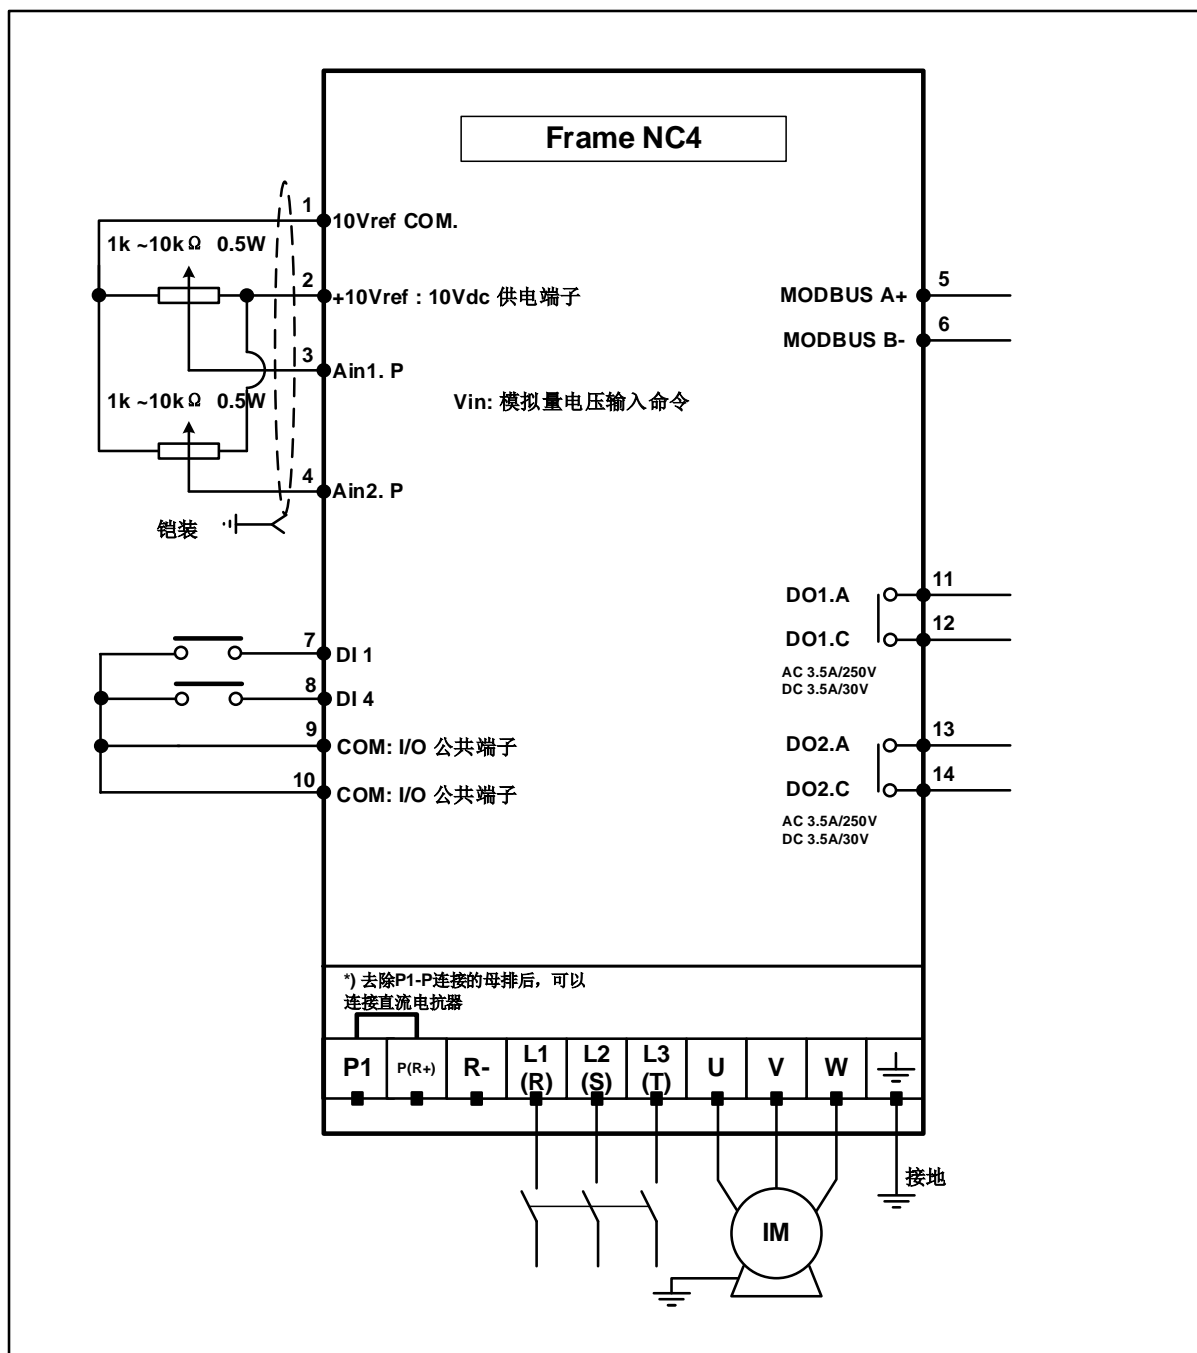 Frame NC4
1
10Vref COM.
1k ~10kΩ 0.5W
2
+10Vref : 10Vdc 供电端子
3
Ain1. P
1k ~10kΩ 0.5W
Vin: 模拟量电压输入命令
4
Ain2. P
铠装
5
MODBUS A+
6
MODBUS B-
7
DI 1
8
DI 4
9
COM: I/O 公共端子
10
COM: I/O 公共端子
11
DO1.A
12
DO1.C
AC 3.5A/250V
DC 3.5A/30V
13
DO2.A
14
DO2.C
AC 3.5A/250V
DC 3.5A/30V
*) 去除P1-P连接的母排后，可以
连接直流电抗器
P1
P(R+)
R-
L1
(R)
L2
(S)
L3
(T)
U
V
W
接地
IM